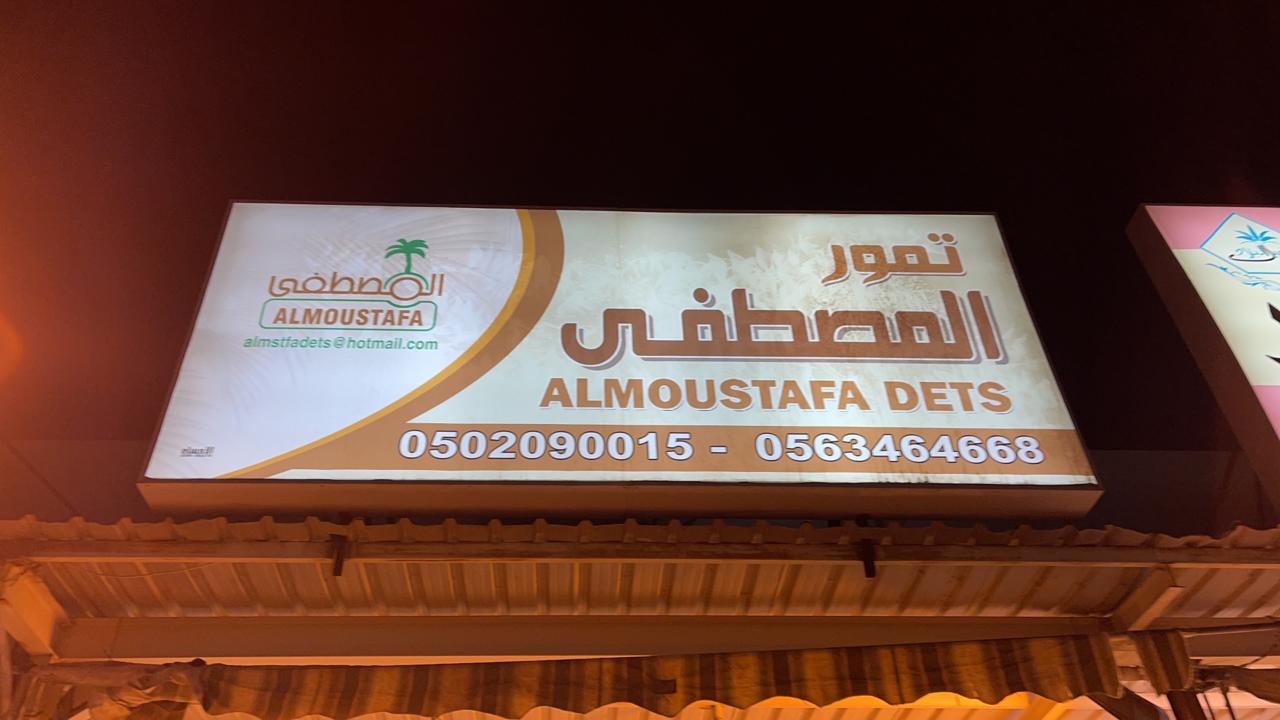 تمور
المصطفى
ALMOUSTAFA DETS
0502090015 - 0563464668
المصطفى
ALMOUSTAFA
almstfadets@hotmail.com